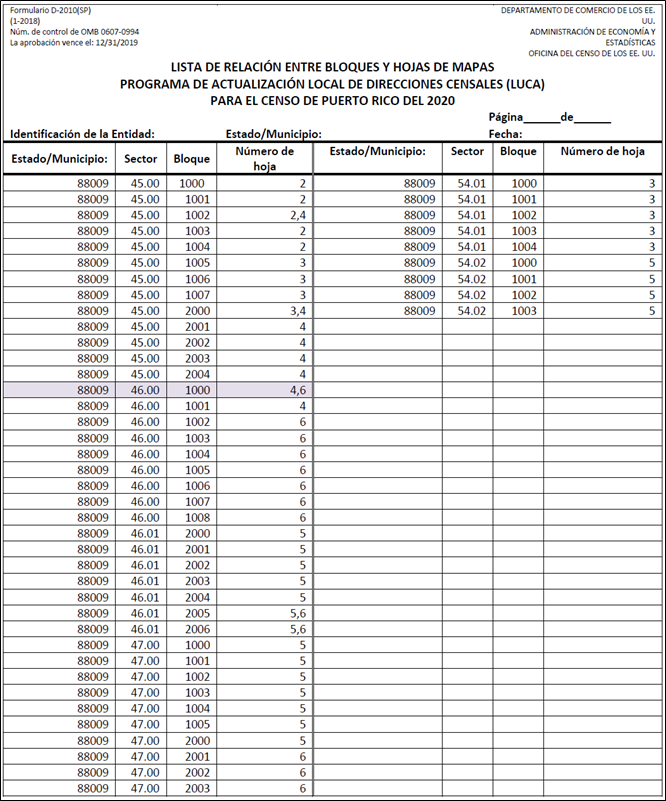 Formulario D-2010(SP)
(1-2018)
Núm. de control de OMB 0607-0994
La aprobación vence el: 12/31/2019
DEPARTAMENTO DE COMERCIO DE LOS EE.
UU.
ADMINISTRACIÓN DE ECONOMÍA Y
ESTADÍSTICAS
OFICINA DEL CENSO DE LOS EE. UU.
LISTA DE RELACIÓN ENTRE BLOQUES Y HOJAS DE MAPAS
PROGRAMA DE ACTUALIZACIÓN LOCAL DE DIRECCIONES CENSALES (LUCA)
PARA EL CENSO DE PUERTO RICO DEL 2020
Página______de______
Identificación de la Entidad: Estado/Municipio: Fecha:
Estado/Municipio: Sector Bloque Número de hoja Estado/Municipio: Sector Bloque Número de hoja
88009 45.00 1000 2 88009 54.01 1000 3
88009 45.00 1001 2 88009 54.01 1001 3
88009 45.00 1002 2,4 88009 54.01 1002 3
88009 45.00 1003 2 88009 54.01 1003 3
88009 45.00 1004 2 88009 54.01 1004 3
88009 45.00 1005 3 88009 54.02 1000 5
88009 45.00 1006 3 88009 54.02 1001 5
88009 45.00 1007 3 88009 54.02 1002 5
88009 45.00 2000 3,4 88009 54.02 1003 5
88009 45.00 2001 4
88009 45.00 2002 4
88009 45.00 2003 4
88009 45.00 2004 4
88009 46.00 1000 4,6
88009 46.00 1001 4
88009 46.00 1002 6
88009 46.00 1003 6
88009 46.00 1004 6
88009 46.00 1005 6
88009 46.00 1006 6
88009 46.00 1007 6
88009 46.00 1008 6
88009 46.01 2000 5
88009 46.01 2001 5
88009 46.01 2002 5
88009 46.01 2003 5
88009 46.01 2004 5
88009 46.01 2005 5,6
88009 46.01 2006 5,6
88009 47.00 1000 5
88009 47.00 1001 5
88009 47.00 1002 5
88009 47.00 1003 5
88009 47.00 1004 5
88009 47.00 1005 5
88009 47.00 2000 5
88009 47.00 2001 6
88009 47.00 2002 6
88009 47.00 2003 6